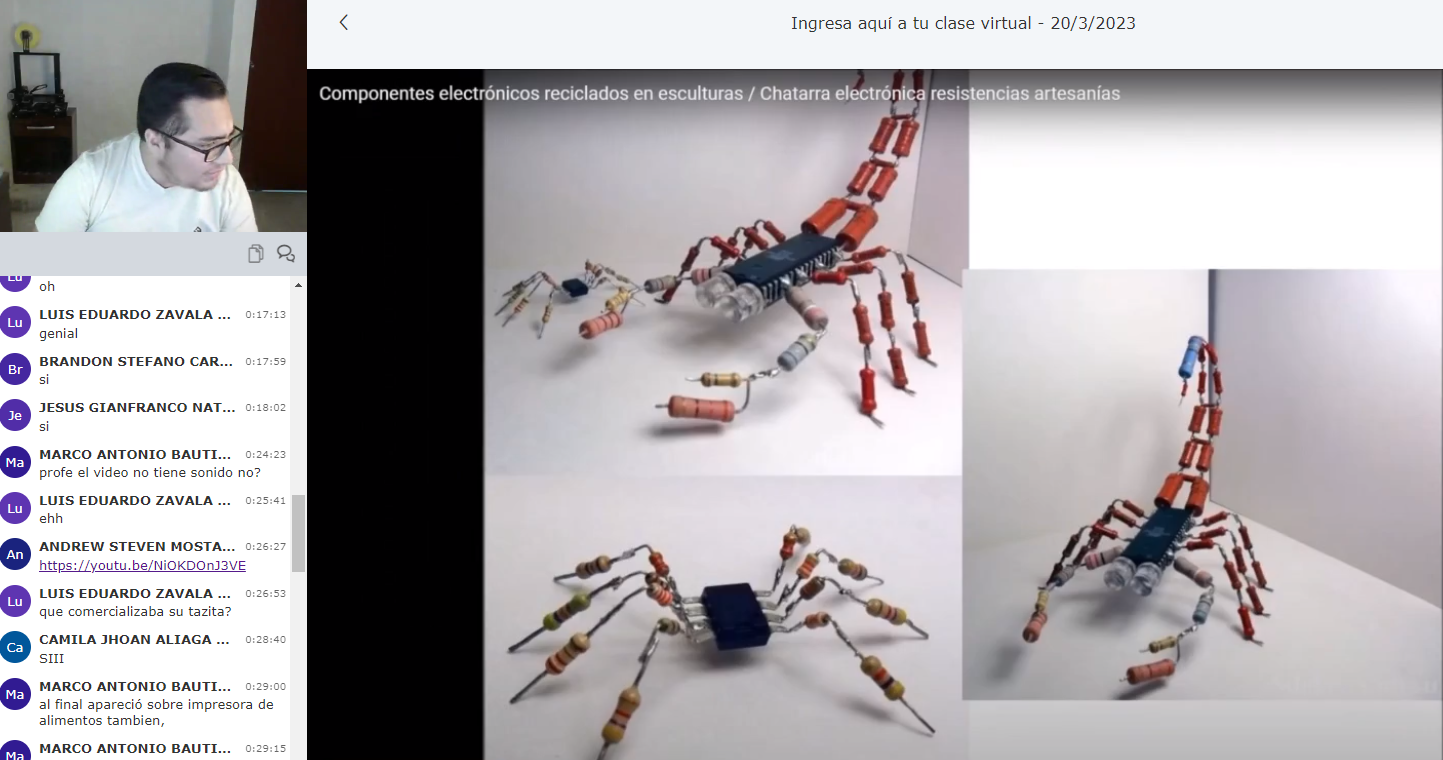 Ingresa aquí a tu clase virtual - 20/3/2023
Componentes electrónicos reciclados en esculturas / Chatarra electrónica resistencias artesanías
Lu
oh
Lu
LUIS EDUARDO ZAVALA ... 0:17:13
genial
Br
BRANDON STEFANO CAR... 0:17:59
si
Je
JESUS GIANFRANCO NAT... 0:18:02
si
Ma
MARCO ANTONIO BAUTI... 0:24:23
profe el video no tiene sonido no?
Lu
LUIS EDUARDO ZAVALA ... 0:25:41
ehh
An
ANDREW STEVEN MOSTA... 0:26:27
https://youtu.be/NiOKDOnJ3VE
Lu
LUIS EDUARDO ZAVALA ... 0:26:53
que comercializaba su tazita?
Ca
CAMILA JHOAN ALIAGA ... 0:28:40
SIII
Ma
MARCO ANTONIO BAUTI... 0:29:00
al final apareció sobre impresora de
alimentos tambien,
Ma
MARCO ANTONIO BAUTI... 0:29:15